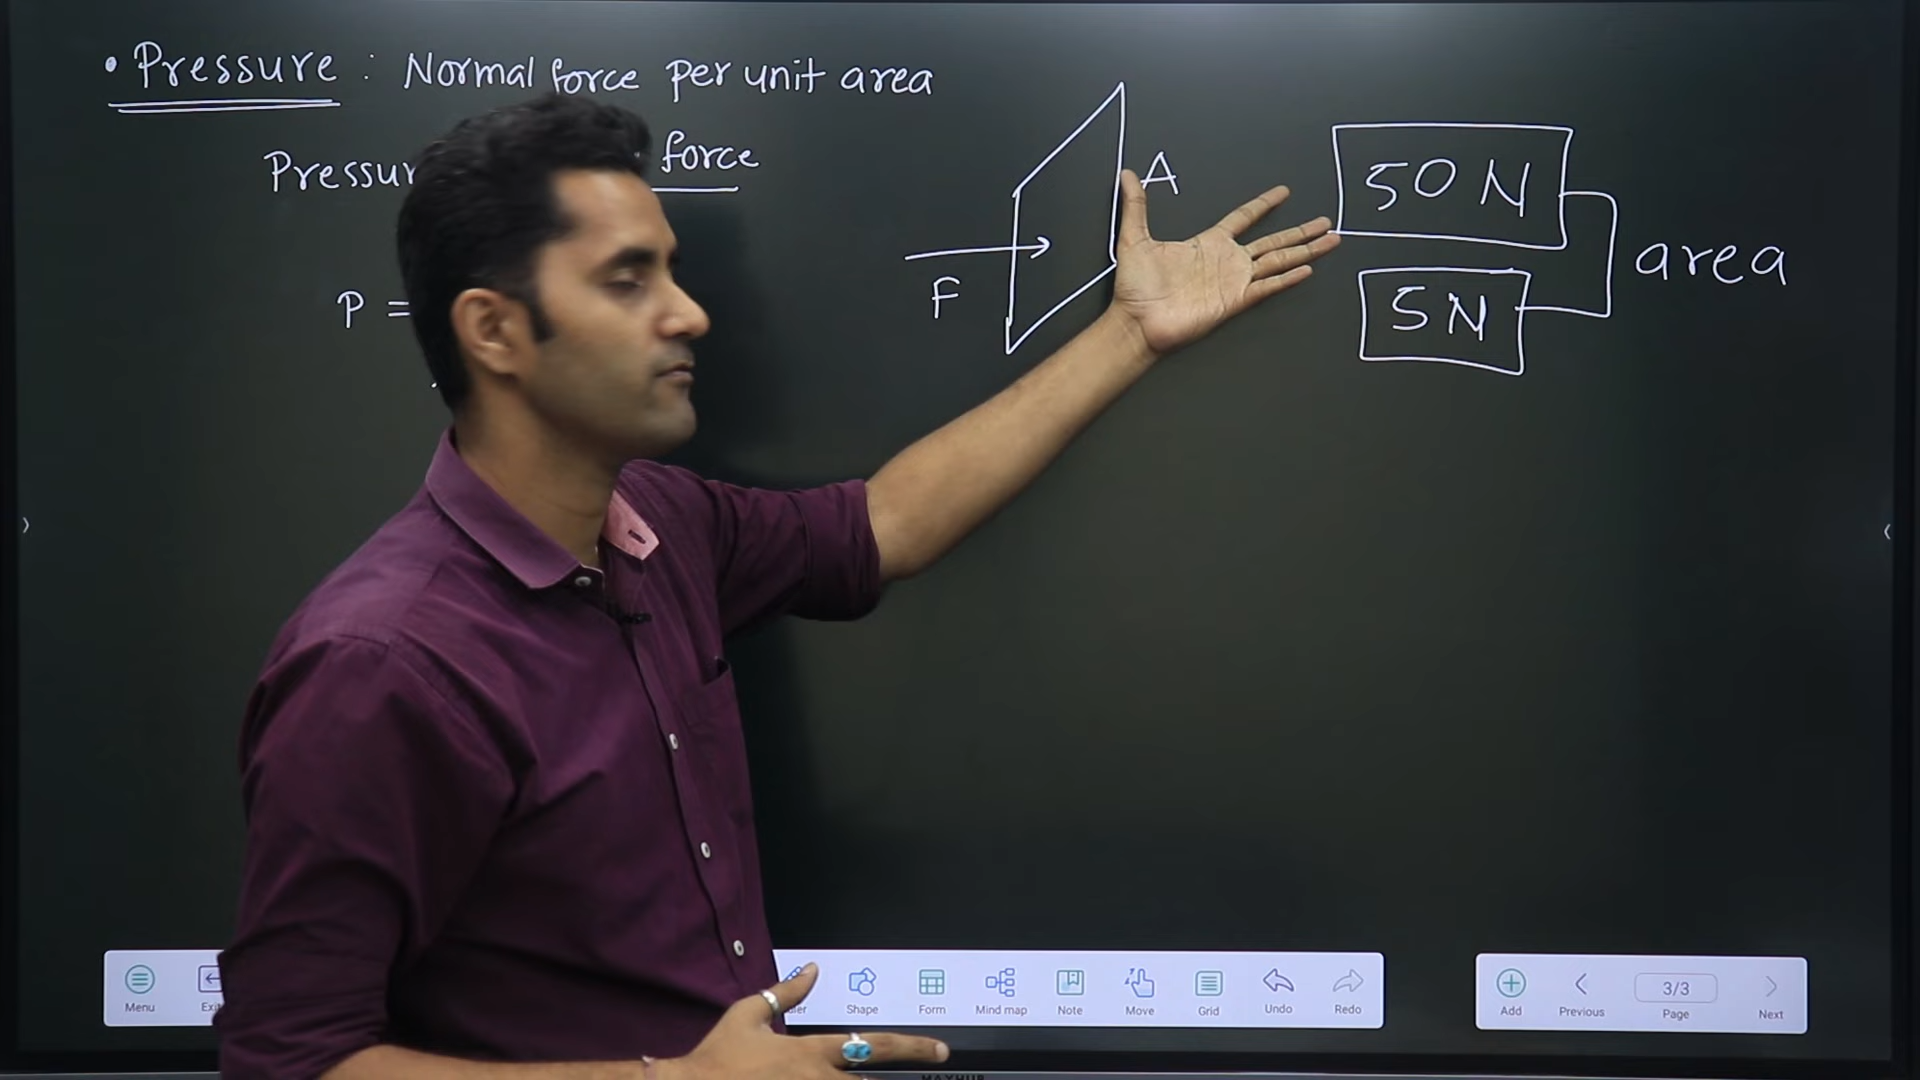 • Pressure : Normal force per unit area
force
P =
F
A
50 N
5 N
area
Menu
Shape
Form
Mind map
Note
Move
Grid
Undo
Redo
Add
Previous
3/3
Page
Next